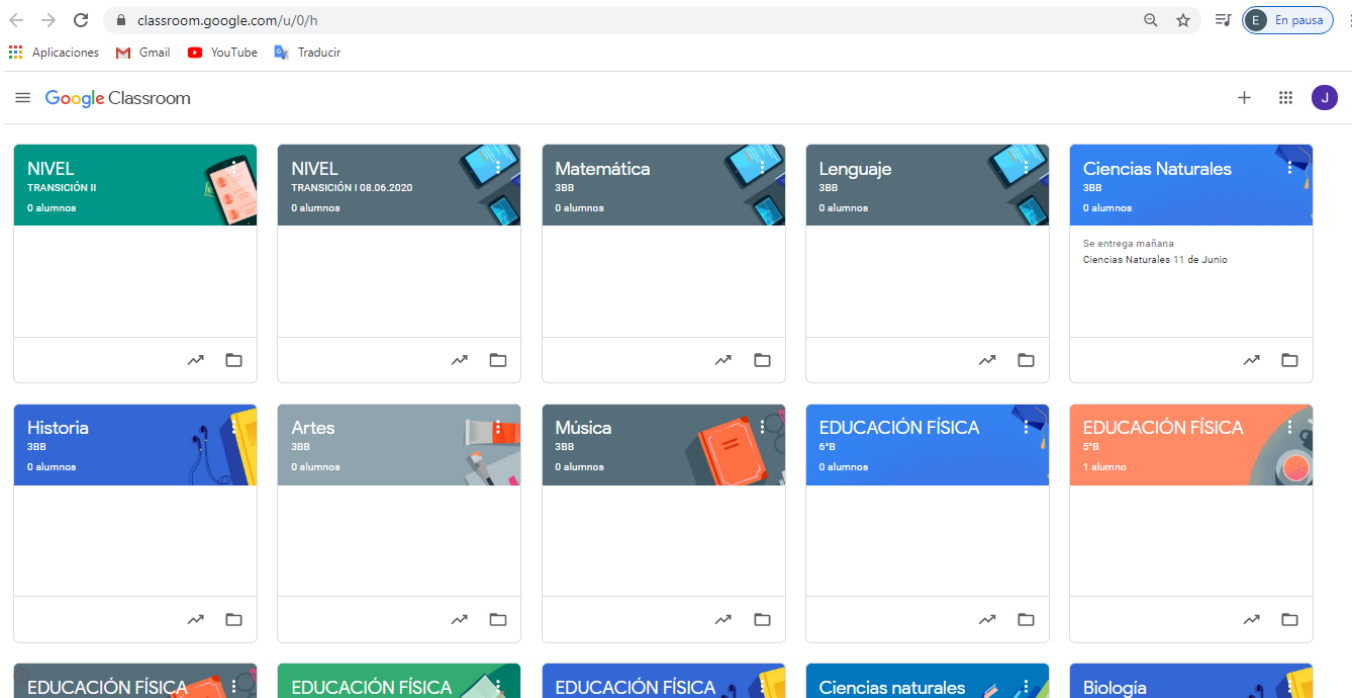 classroom.google.com/u/0/h
E En pausa
Aplicaciones Gmail YouTube Traducir
Google Classroom
J
NIVEL
TRANSICIÓN II
0 alumnos
NIVEL
TRANSICIÓN I 08.06.2020
0 alumnos
Matemática
3BB
0 alumnos
Lenguaje
3BB
0 alumnos
Ciencias Naturales
3BB
0 alumnos
Se entrega mañana
Ciencias Naturales 11 de Junio
Historia
3BB
0 alumnos
Artes
3BB
0 alumnos
Música
3BB
0 alumnos
EDUCACIÓN FÍSICA
6°B
0 alumnos
EDUCACIÓN FÍSICA
5°B
1 alumno
EDUCACIÓN FÍSICA
EDUCACIÓN FÍSICA
EDUCACIÓN FÍSICA
Ciencias naturales
Biología